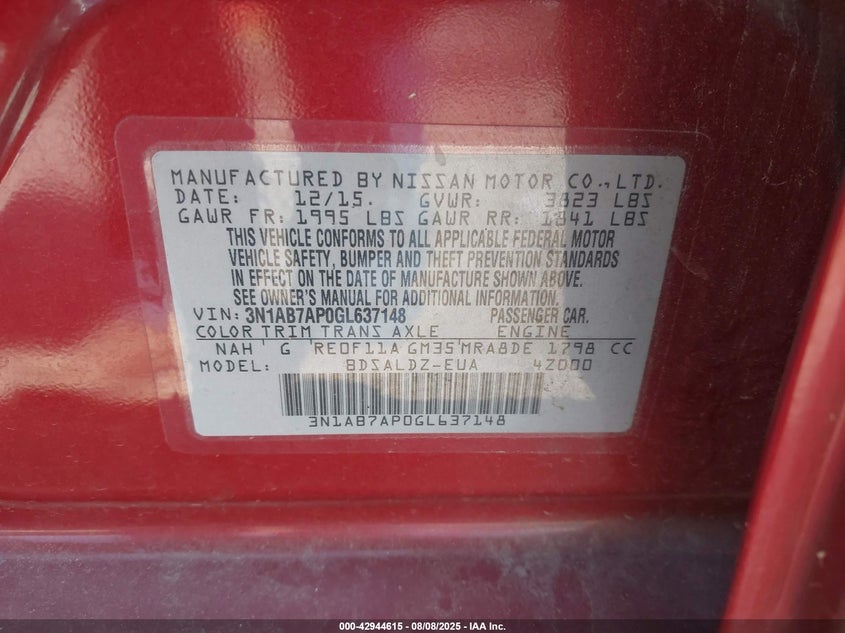 MANUFACTURED BY NISSAN MOTOR CO.,LTD.
DATE: 12/15. GVWR: 3823 LBS
GAWR FR: 1995 LBS GAWR RR: 1841 LBS
THIS VEHICLE CONFORMS TO ALL APPLICABLE FEDERAL MOTOR
VEHICLE SAFETY, BUMPER AND THEFT PREVENTION STANDARDS
IN EFFECT ON THE DATE OF MANUFACTURE SHOWN ABOVE.
SEE OWNER'S MANUAL FOR ADDITIONAL INFORMATION.
VIN: 3N1AB7AP0GL637148 PASSENGER CAR.
COLOR TRIM TRANS AXLE ENGINE
NAH G RE0F11A GM35 MRA8DE 1798 CC
MODEL: BDSALDZ-EUA 4Z000
3N1AB7AP0GL637148
000-42944615 - 08/08/2025 - IAA Inc.